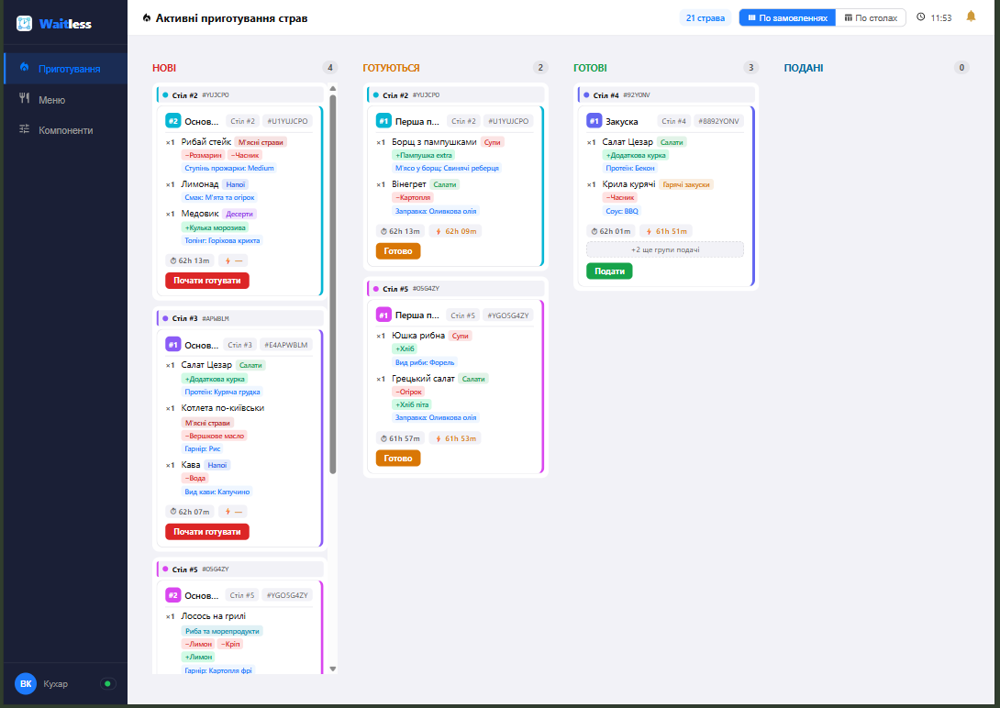 Waitless
Приготування
Меню
Компоненти
ВК
Кухар
Активні приготування страв
21 страва
По замовленнях
По столах
11:53
НОВІ
4
Стіл #2 #YUJCPO
#2 Основ... Стіл #2 #U1YUJCPO
×1 Рибай стейк М'ясні страви
−Розмарин −Часник
Ступінь прожарки: Medium
×1 Лимонад Напої
Смак: М'ята та огірок
×1 Медовик Десерти
+Кулька морозива
Топінг: Горіхова крихта
62h 13m —
Почати готувати
Стіл #3 #APWBLM
#1 Основ... Стіл #3 #E4APWBLM
×1 Салат Цезар Салати
+Додаткова курка
Протеїн: Куряча грудка
×1 Котлета по-київськи
М'ясні страви
−Вершкове масло
Гарнір: Рис
×1 Кава Напої
−Вода
Вид кави: Капучино
62h 07m —
Почати готувати
Стіл #5 #O5G4ZY
#2 Основ... Стіл #5 #YGO5G4ZY
×1 Лосось на грилі
Риба та морепродукти
−Лимон −Кріп
+Лимон
Гарнір: Картопля фрі
ГОТУЮТЬСЯ
2
Стіл #2 #YUJCPO
#1 Перша п... Стіл #2 #U1YUJCPO
×1 Борщ з пампушками Супи
+Пампушка extra
М'ясо у борщ: Свинячі реберця
×1 Вінегрет Салати
−Картопля
Заправка: Оливкова олія
62h 13m 62h 09m
Готово
Стіл #5 #O5G4ZY
#1 Перша п... Стіл #5 #YGO5G4ZY
×1 Юшка рибна Супи
+Хліб
Вид риби: Форель
×1 Грецький салат Салати
−Огірок
+Хліб піта
Заправка: Оливкова олія
61h 57m 61h 53m
Готово
ГОТОВІ
3
Стіл #4 #92YONV
#1 Закуска Стіл #4 #8892YONV
×1 Салат Цезар Салати
+Додаткова курка
Протеїн: Бекон
×1 Крила курячі Гарячі закуски
−Часник
Соус: BBQ
62h 01m 61h 51m
+2 ще групи подачі
Подати
ПОДАНІ
0